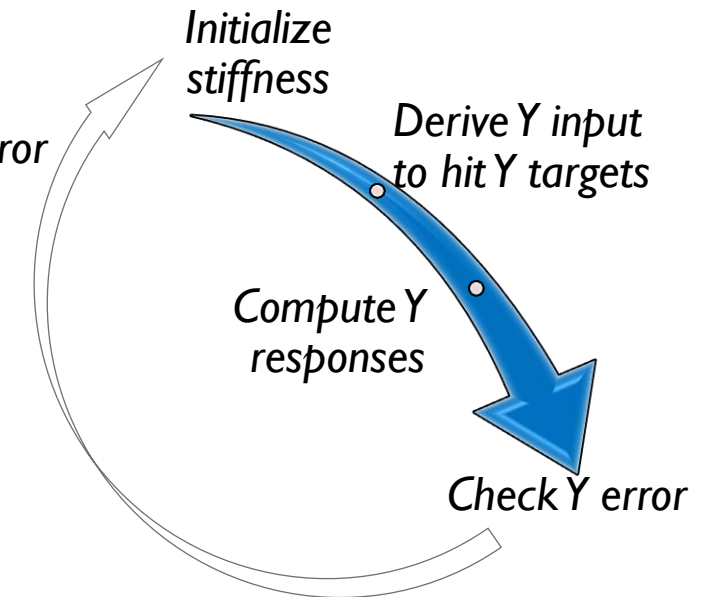 Initialize
stiffness
Derive Y input
to hit Y targets
Compute Y
responses
Check Y error